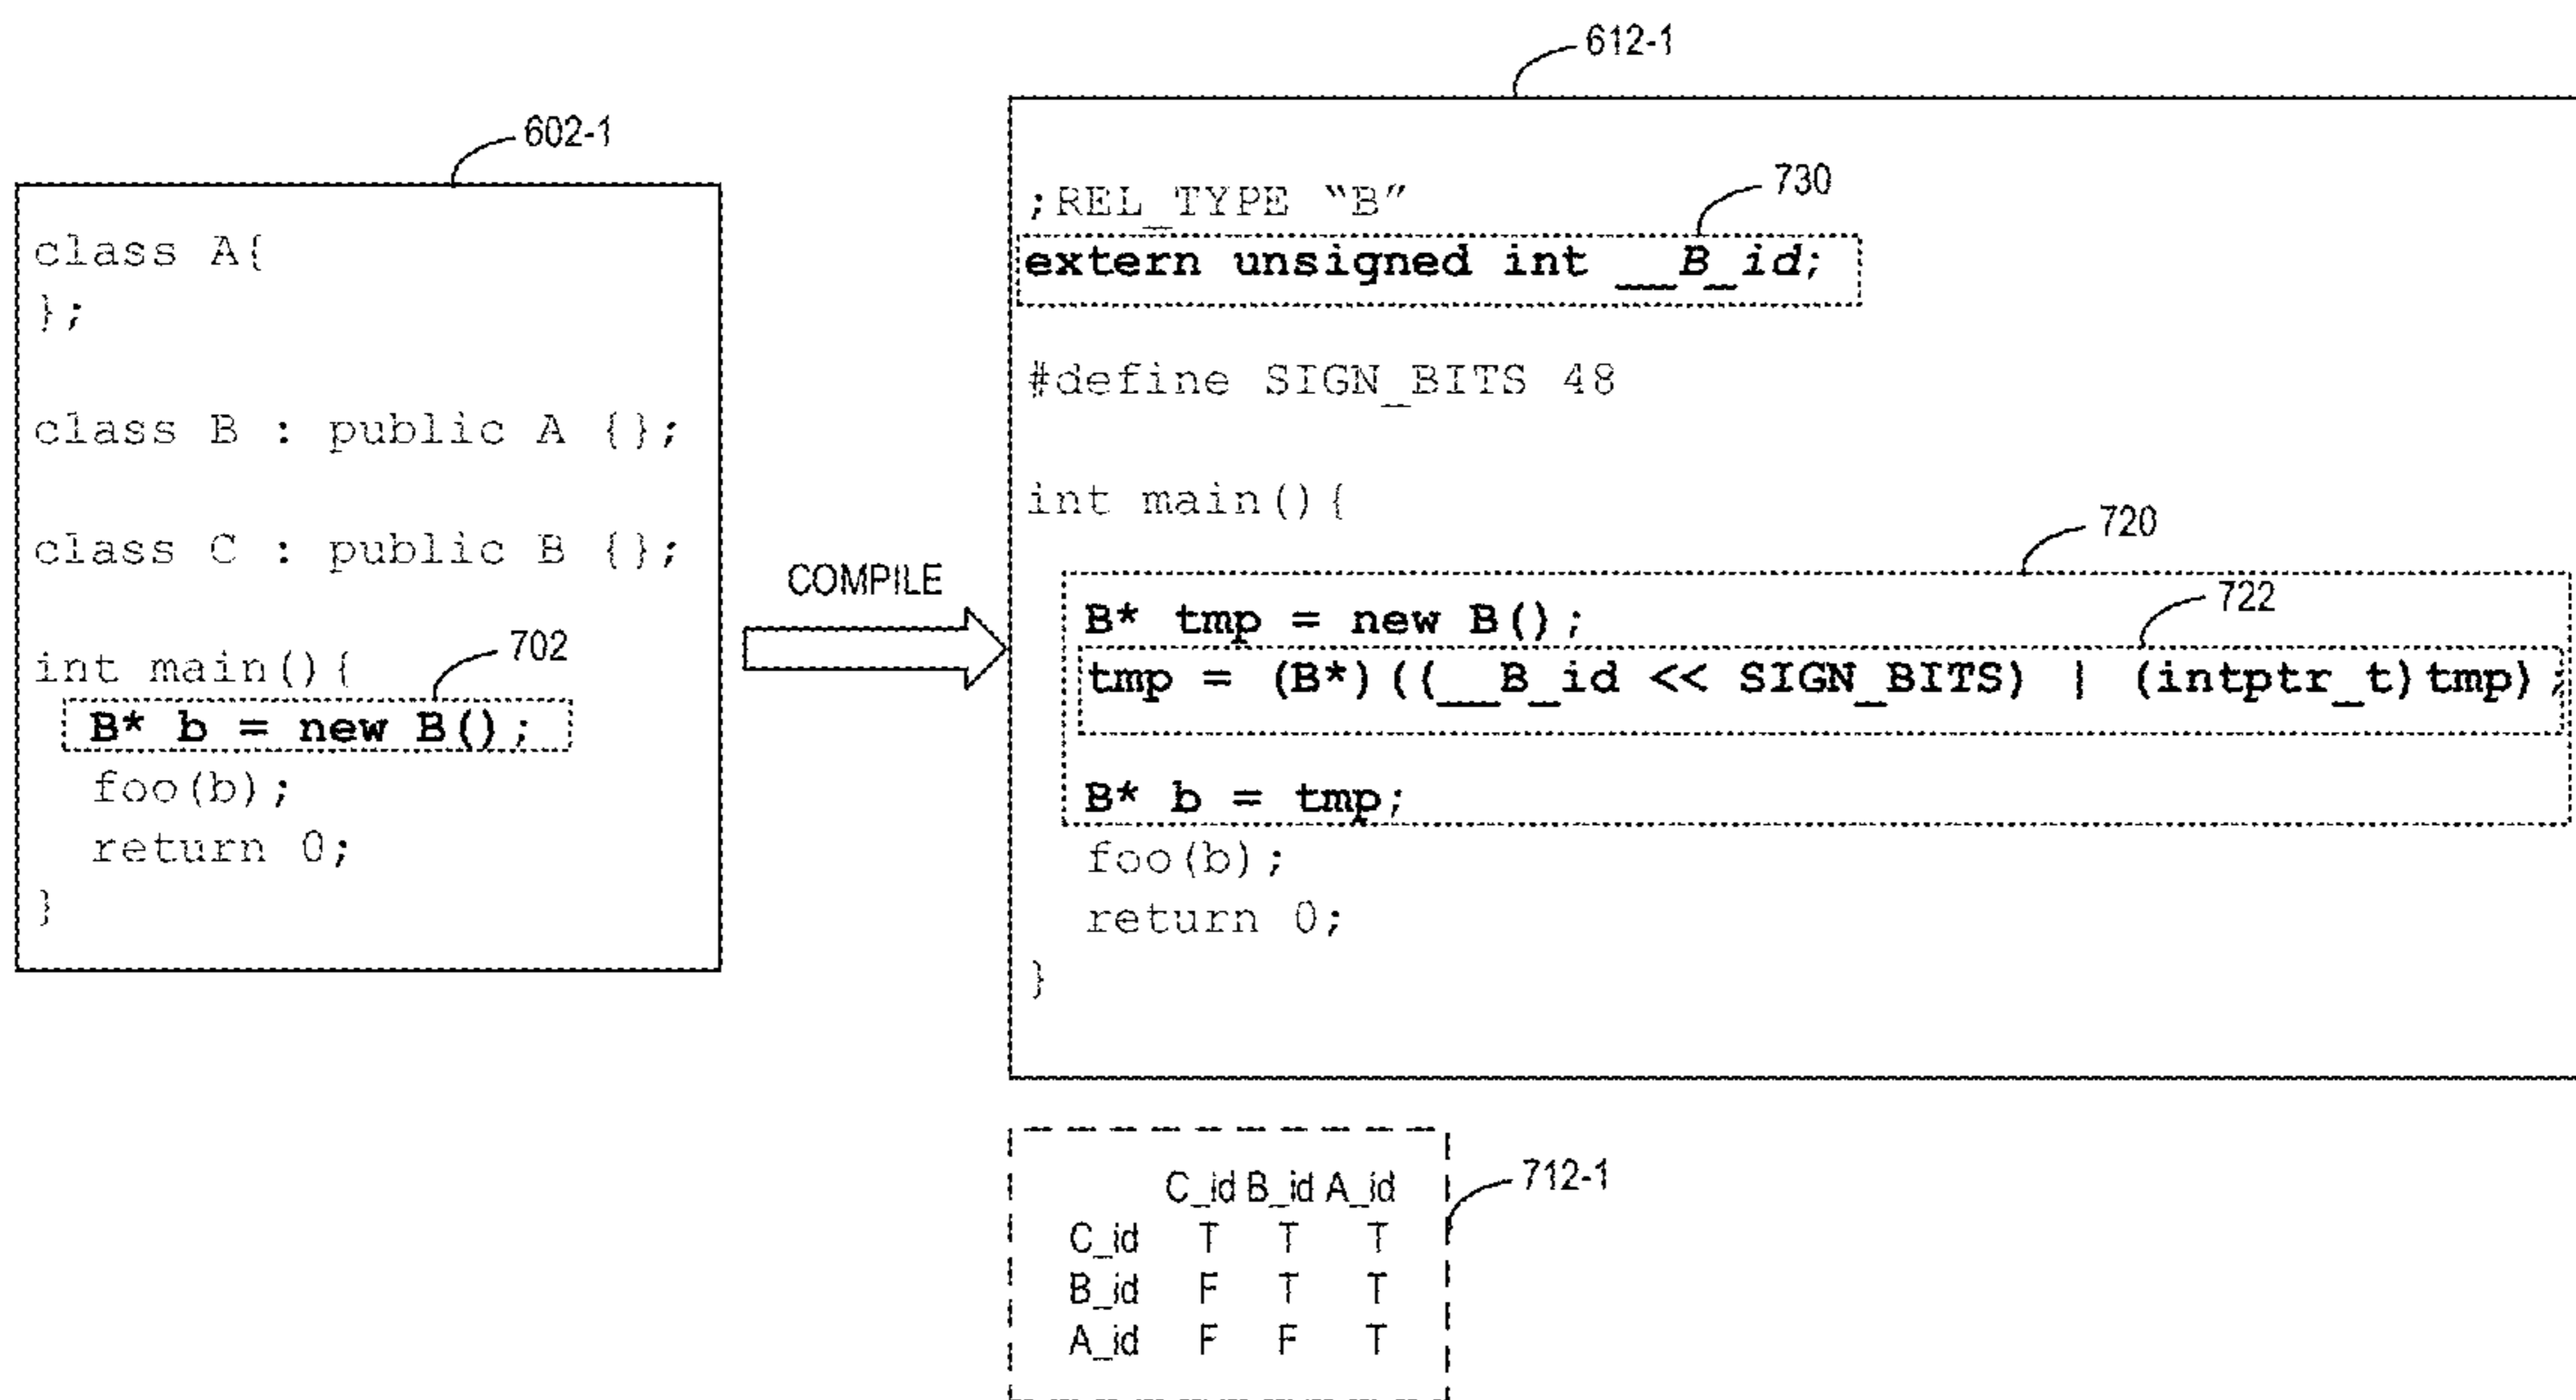 602-1
class A{
};
class B : public A {};
class C : public B {};
int main(){
702
B* b = new B();
foo(b);
return 0;
}
COMPILE
612-1
;REL_TYPE “B”
730
extern unsigned int __B_id;
#define SIGN_BITS 48
int main(){
720
B* tmp = new B();
722
tmp = (B*)((__B_id << SIGN_BITS) | (intptr_t)tmp);
B* b = tmp;
foo(b);
return 0;
}
712-1
C_id B_id A_id
C_id T T T
B_id F T T
A_id F F T